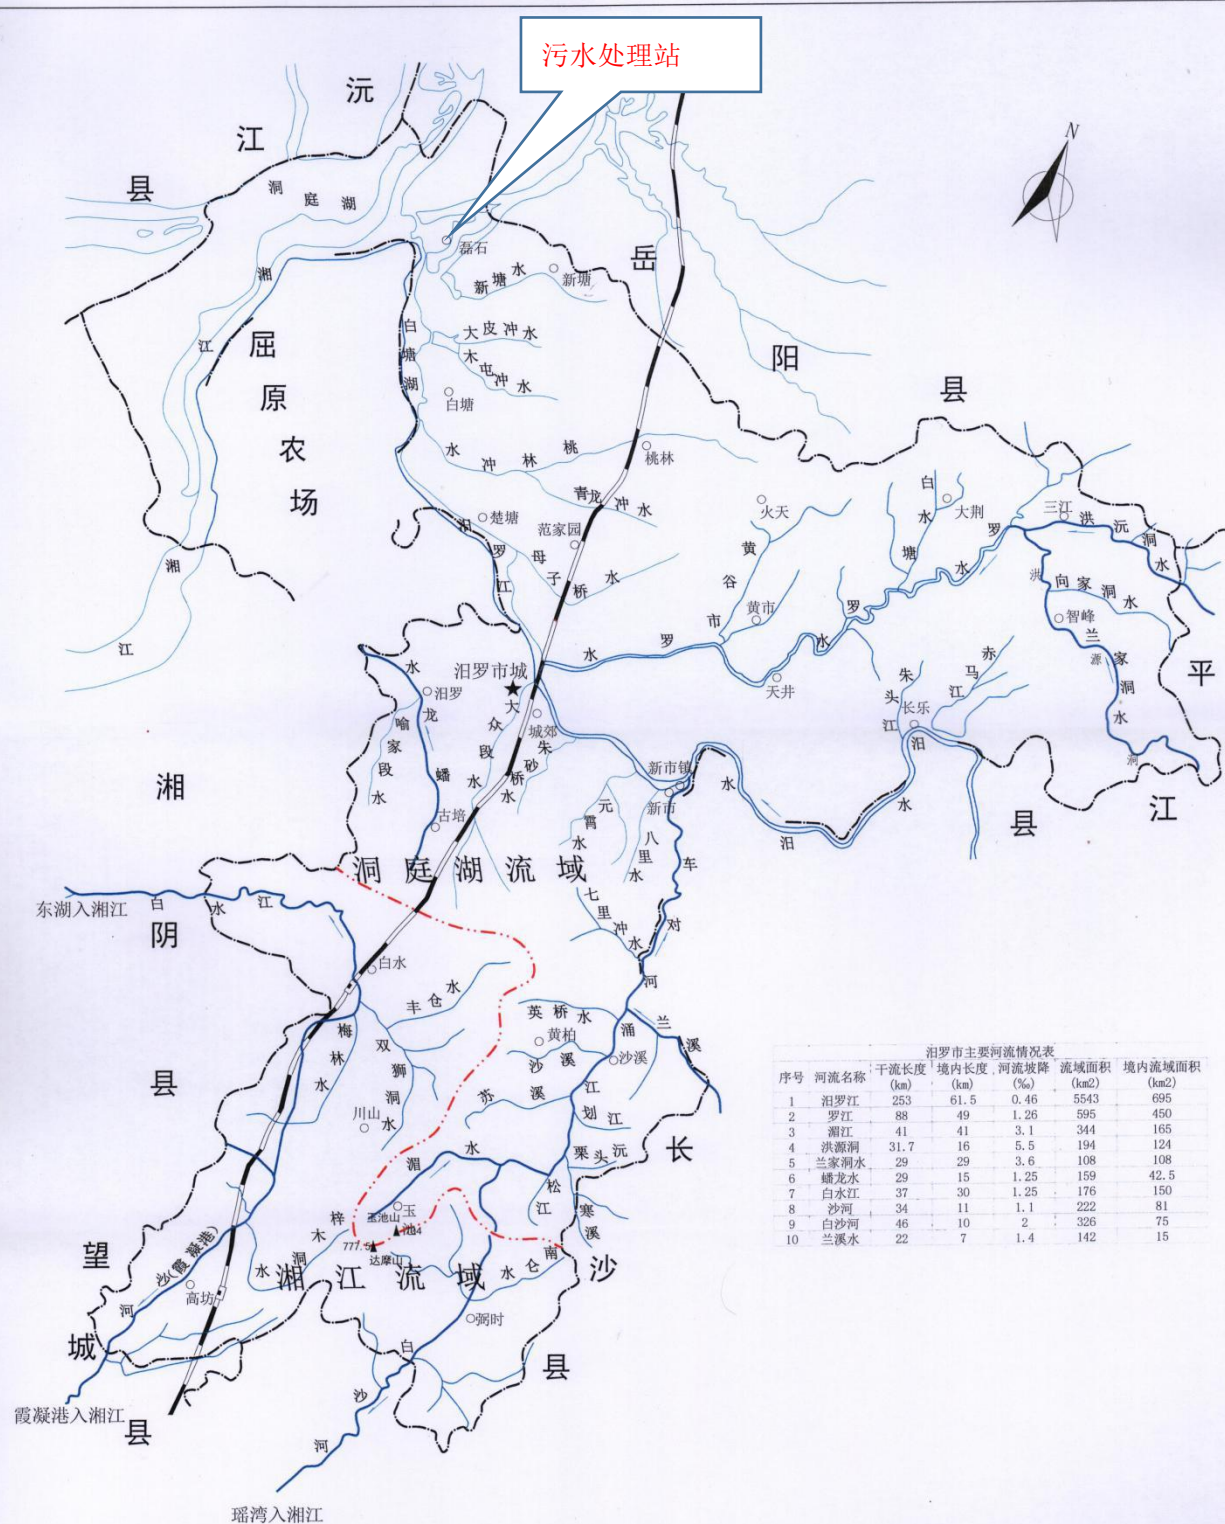 污水处理站
N
沅
江
县
洞庭湖
湘
江
屈
原
农
场
湘
江
磊石
新塘水
新塘
岳
阳
县
白塘湖
大皮冲水
木屯冲水
白塘
水冲林桃
桃林
青龙冲水
楚塘
范家园
汨罗江
母子桥水
火天
黄谷市
黄市
白水塘
大荆
三江
洪沅洞水
罗水
罗水
水罗
洪
源
洞
向家洞水
智峰
兰家洞水
平
江
县
天井
朱头江
赤马江
长乐
汨水
汨罗市城
汨罗
水龙蟠
喻家段水
大众段水
城郊
朱砂桥水
古培
新市镇
新市
水
汨
元霄水
八里水
七里冲水
车对河
洞庭湖流域
湘
阴
县
东湖入湘江
白水江
白水
丰仓水
梅林水
双狮洞水
川山
英桥水
黄柏
沙溪
苏溪
涌江
兰溪
沙溪
划江
栗头沅
松江
寒溪
湄水
玉池
玉池山
777.5
达摩山
梓木洞水
湘江流域
南仑水
弼时
长
沙
县
望
城
县
沙(霞凝港)
河
高坊
霞凝港入湘江
白沙河
瑶湾入湘江
汨罗市主要河流情况表
序号 河流名称 干流长度(km) 境内长度(km) 河流坡降(‰) 流域面积(km2) 境内流域面积(km2)
1 汨罗江 253 61.5 0.46 5543 695
2 罗江 88 49 1.26 595 450
3 湄江 41 41 3.1 344 165
4 洪源洞 31.7 16 5.5 194 124
5 兰家洞水 29 29 3.6 108 108
6 蟠龙水 29 15 1.25 159 42.5
7 白水江 37 30 1.25 176 150
8 沙河 34 11 1.1 222 81
9 白沙河 46 10 2 326 75
10 兰溪水 22 7 1.4 142 15